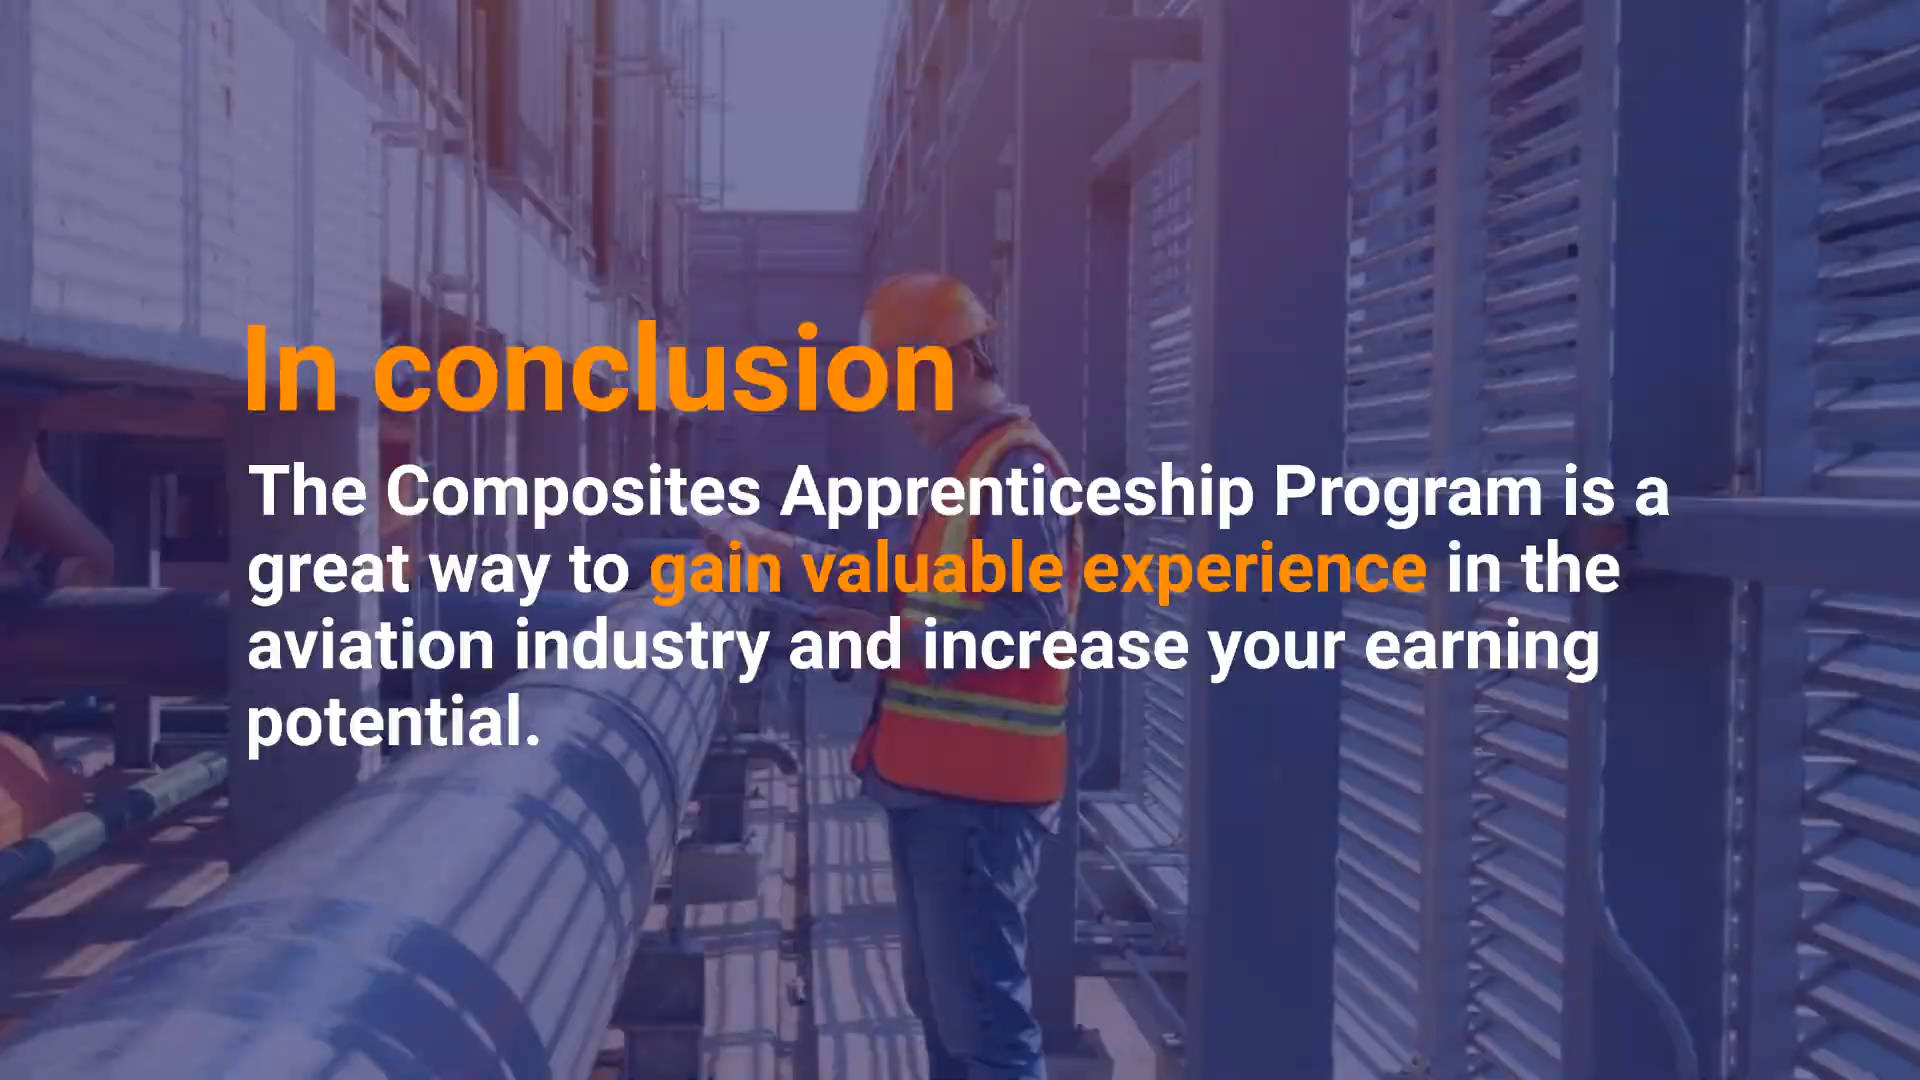 In conclusion
The Composites Apprenticeship Program is a
great way to gain valuable experience in the
aviation industry and increase your earning
potential.